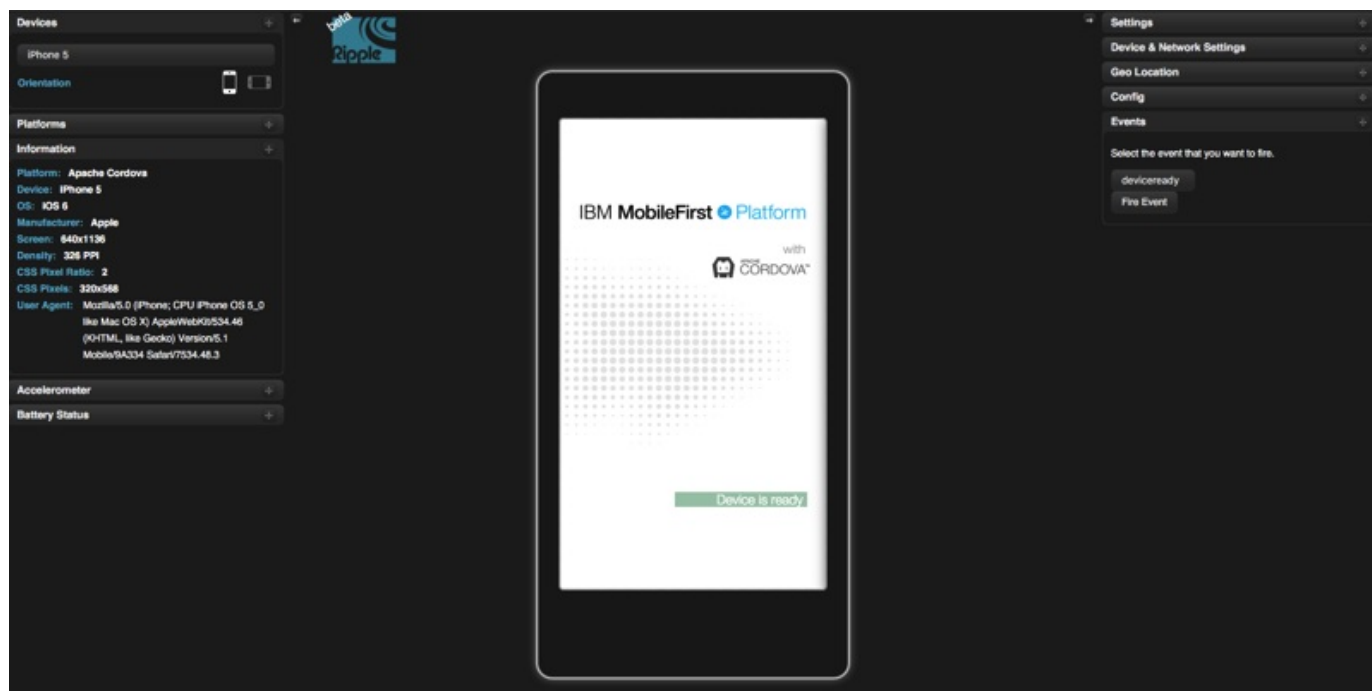 Devices
iPhone 5
Orientation
Platforms
Information
Platform: Apache Cordova
Device: iPhone 5
OS: iOS 6
Manufacturer: Apple
Screen: 640x1136
Density: 326 PPI
CSS Pixel Ratio: 2
CSS Pixels: 320x568
User Agent: Mozilla/5.0 (iPhone; CPU iPhone OS 5_0
like Mac OS X) AppleWebKit/534.46
(KHTML, like Gecko) Version/5.1
Mobile/9A334 Safari/7534.48.3
Accelerometer
Battery Status
beta
Ripple
IBM MobileFirst Platform
with
APACHE
CORDOVA™
Device is ready
Settings
Device & Network Settings
Geo Location
Config
Events
Select the event that you want to fire.
deviceready
Fire Event